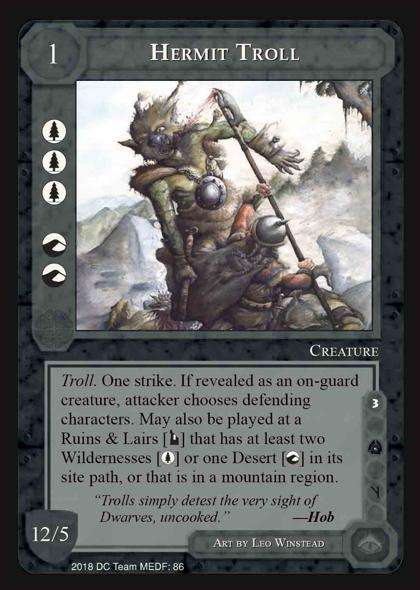 1
HERMIT TROLL
CREATURE
Troll. One strike. If revealed as an on-guard
creature, attacker chooses defending
characters. May also be played at a
Ruins & Lairs [] that has at least two
Wildernesses [] or one Desert [] in its
site path, or that is in a mountain region.
"Trolls simply detest the very sight of
Dwarves, uncooked." —Hob
3
12/5
ART BY LEO WINSTEAD
2018 DC Team MEDF: 86